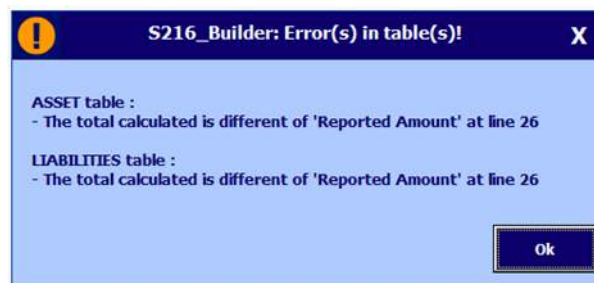 S216_Builder: Error(s) in table(s)!
X
ASSET table :
- The total calculated is different of 'Reported Amount' at line 26
LIABILITIES table :
- The total calculated is different of 'Reported Amount' at line 26
Ok